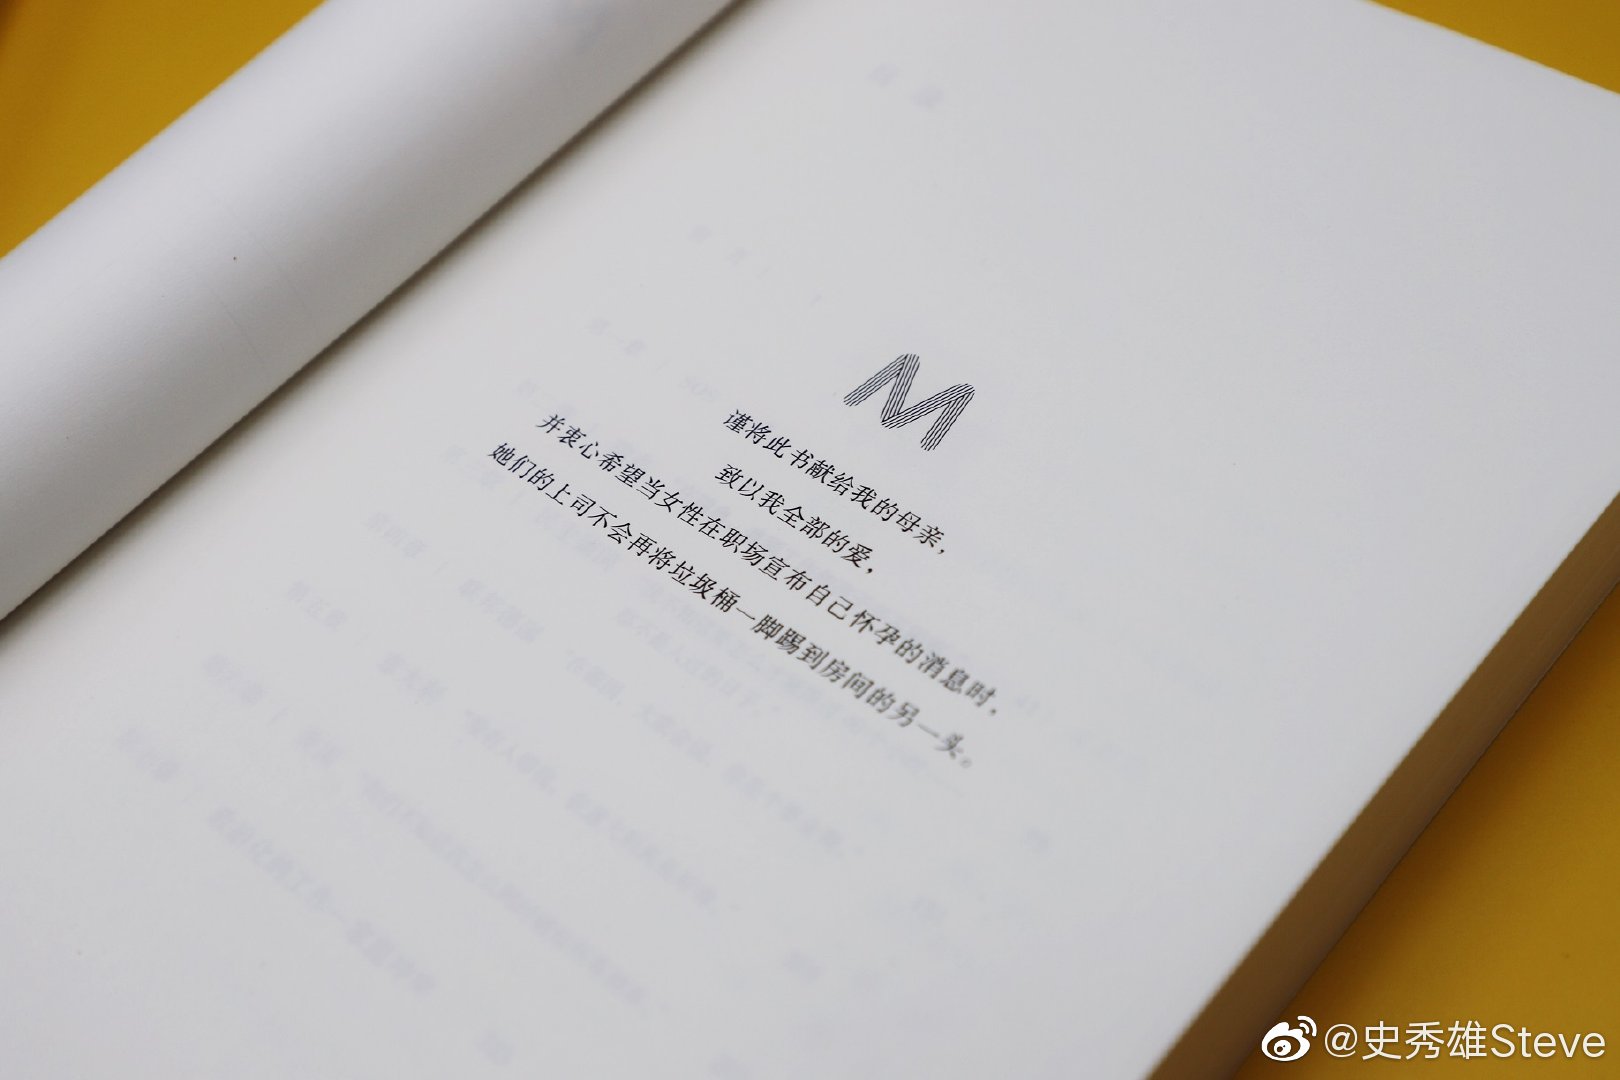 M
谨将此书献给我的母亲，
致以我全部的爱，
并衷心希望当女性在职场宣布自己怀孕的消息时，
她们的上司不会再将垃圾桶一脚踢到房间的另一头。
@史秀雄Steve